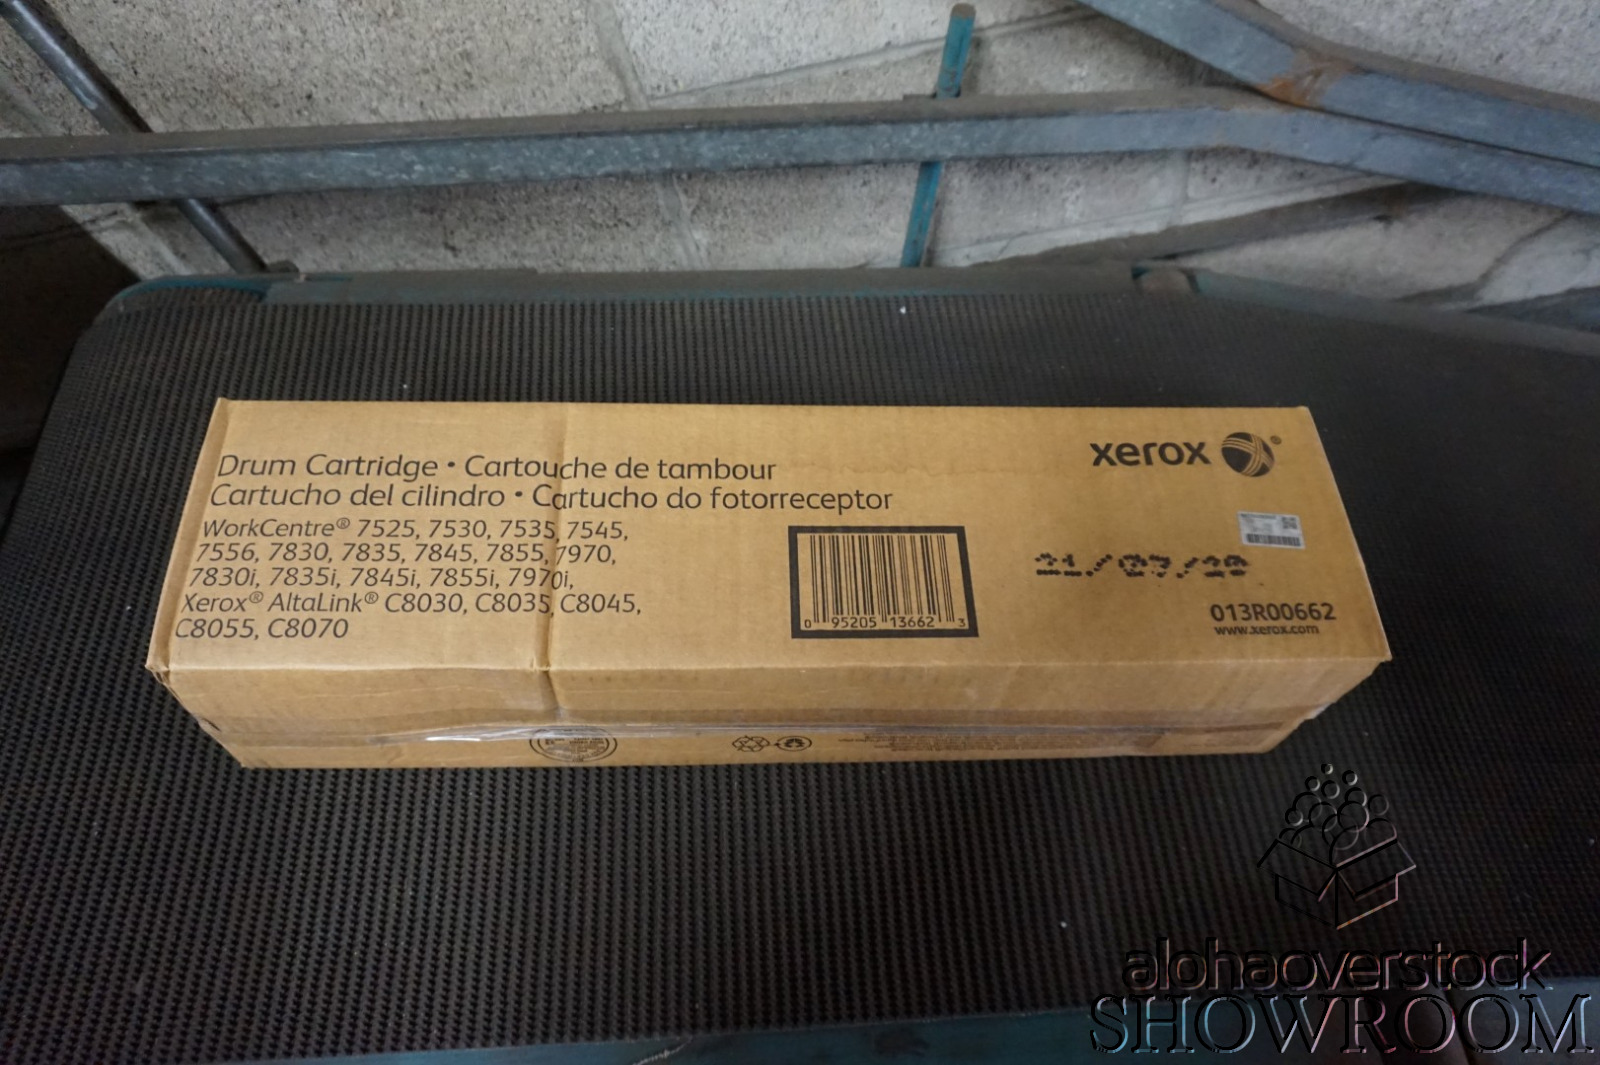 Drum Cartridge • Cartouche de tambour
Cartucho del cilindro • Cartucho do fotorreceptor
WorkCentre® 7525, 7530, 7535, 7545,
7556, 7830, 7835, 7845, 7855, 7970,
7830i, 7835i, 7845i, 7855i, 7970i,
Xerox® AltaLink® C8030, C8035, C8045,
C8055, C8070
xerox ®
0 95205 13662 3
013R00662
www.xerox.com
alohaoverstock
SHOWROOM